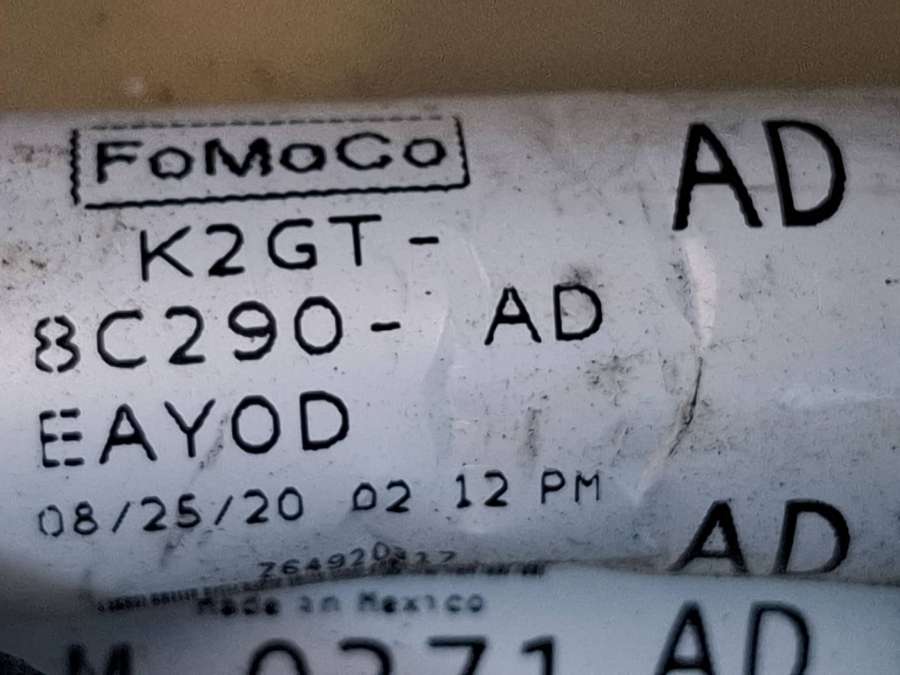 FoMoCo
AD
K2GT-
8C290- AD
EAYOD
08/25/20 02 12 PM
AD
Made in Mexico
AD